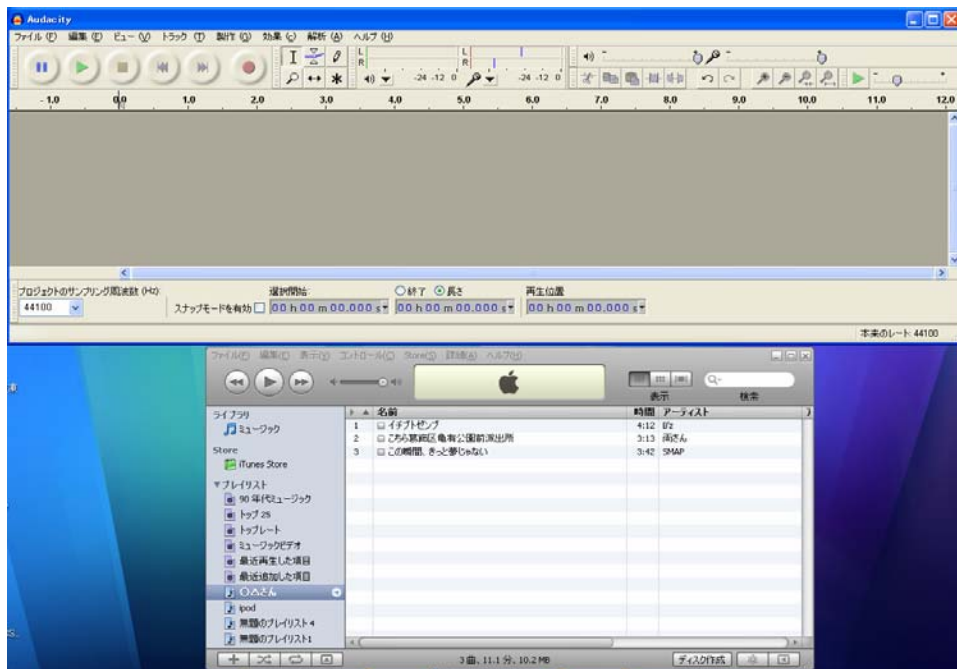 Audacity
ファイル (F) 編集 (E) ビュー (V) トラック (T) 製作 (G) 効果 (C) 解析 (A) ヘルプ (H)
L
R
L
R
-24 -12 0
-24 -12 0
- 1.0 0.0 1.0 2.0 3.0 4.0 5.0 6.0 7.0 8.0 9.0 10.0 11.0 12.0
プロジェクトのサンプリング周波数 (Hz): 選択開始: 終了 長さ 再生位置
44100 スナップモードを有効 00 h 00 m 00.000 s 00 h 00 m 00.000 s 00 h 00 m 00.000 s
本来のレート: 44100
ファイル(F) 編集(E) 表示(V) コントロール(C) Store(S) 詳細(A) ヘルプ(H)
表示 検索
ライブラリ
ミュージック
Store
iTunes Store
プレイリスト
90 年代ミュージック
トップ 25
トップレート
ミュージックビデオ
最近再生した項目
最近追加した項目
○△さん
ipod
無題のプレイリスト 4
無題のプレイリスト1
名前 時間 アーティスト
1 イチブトゼンブ 4:12 B'z
2 こちら葛飾区亀有公園前派出所 3:13 両さん
3 この瞬間、きっと夢じゃない 3:42 SMAP
3 曲、11.1 分、10.2 MB
ディスク作成